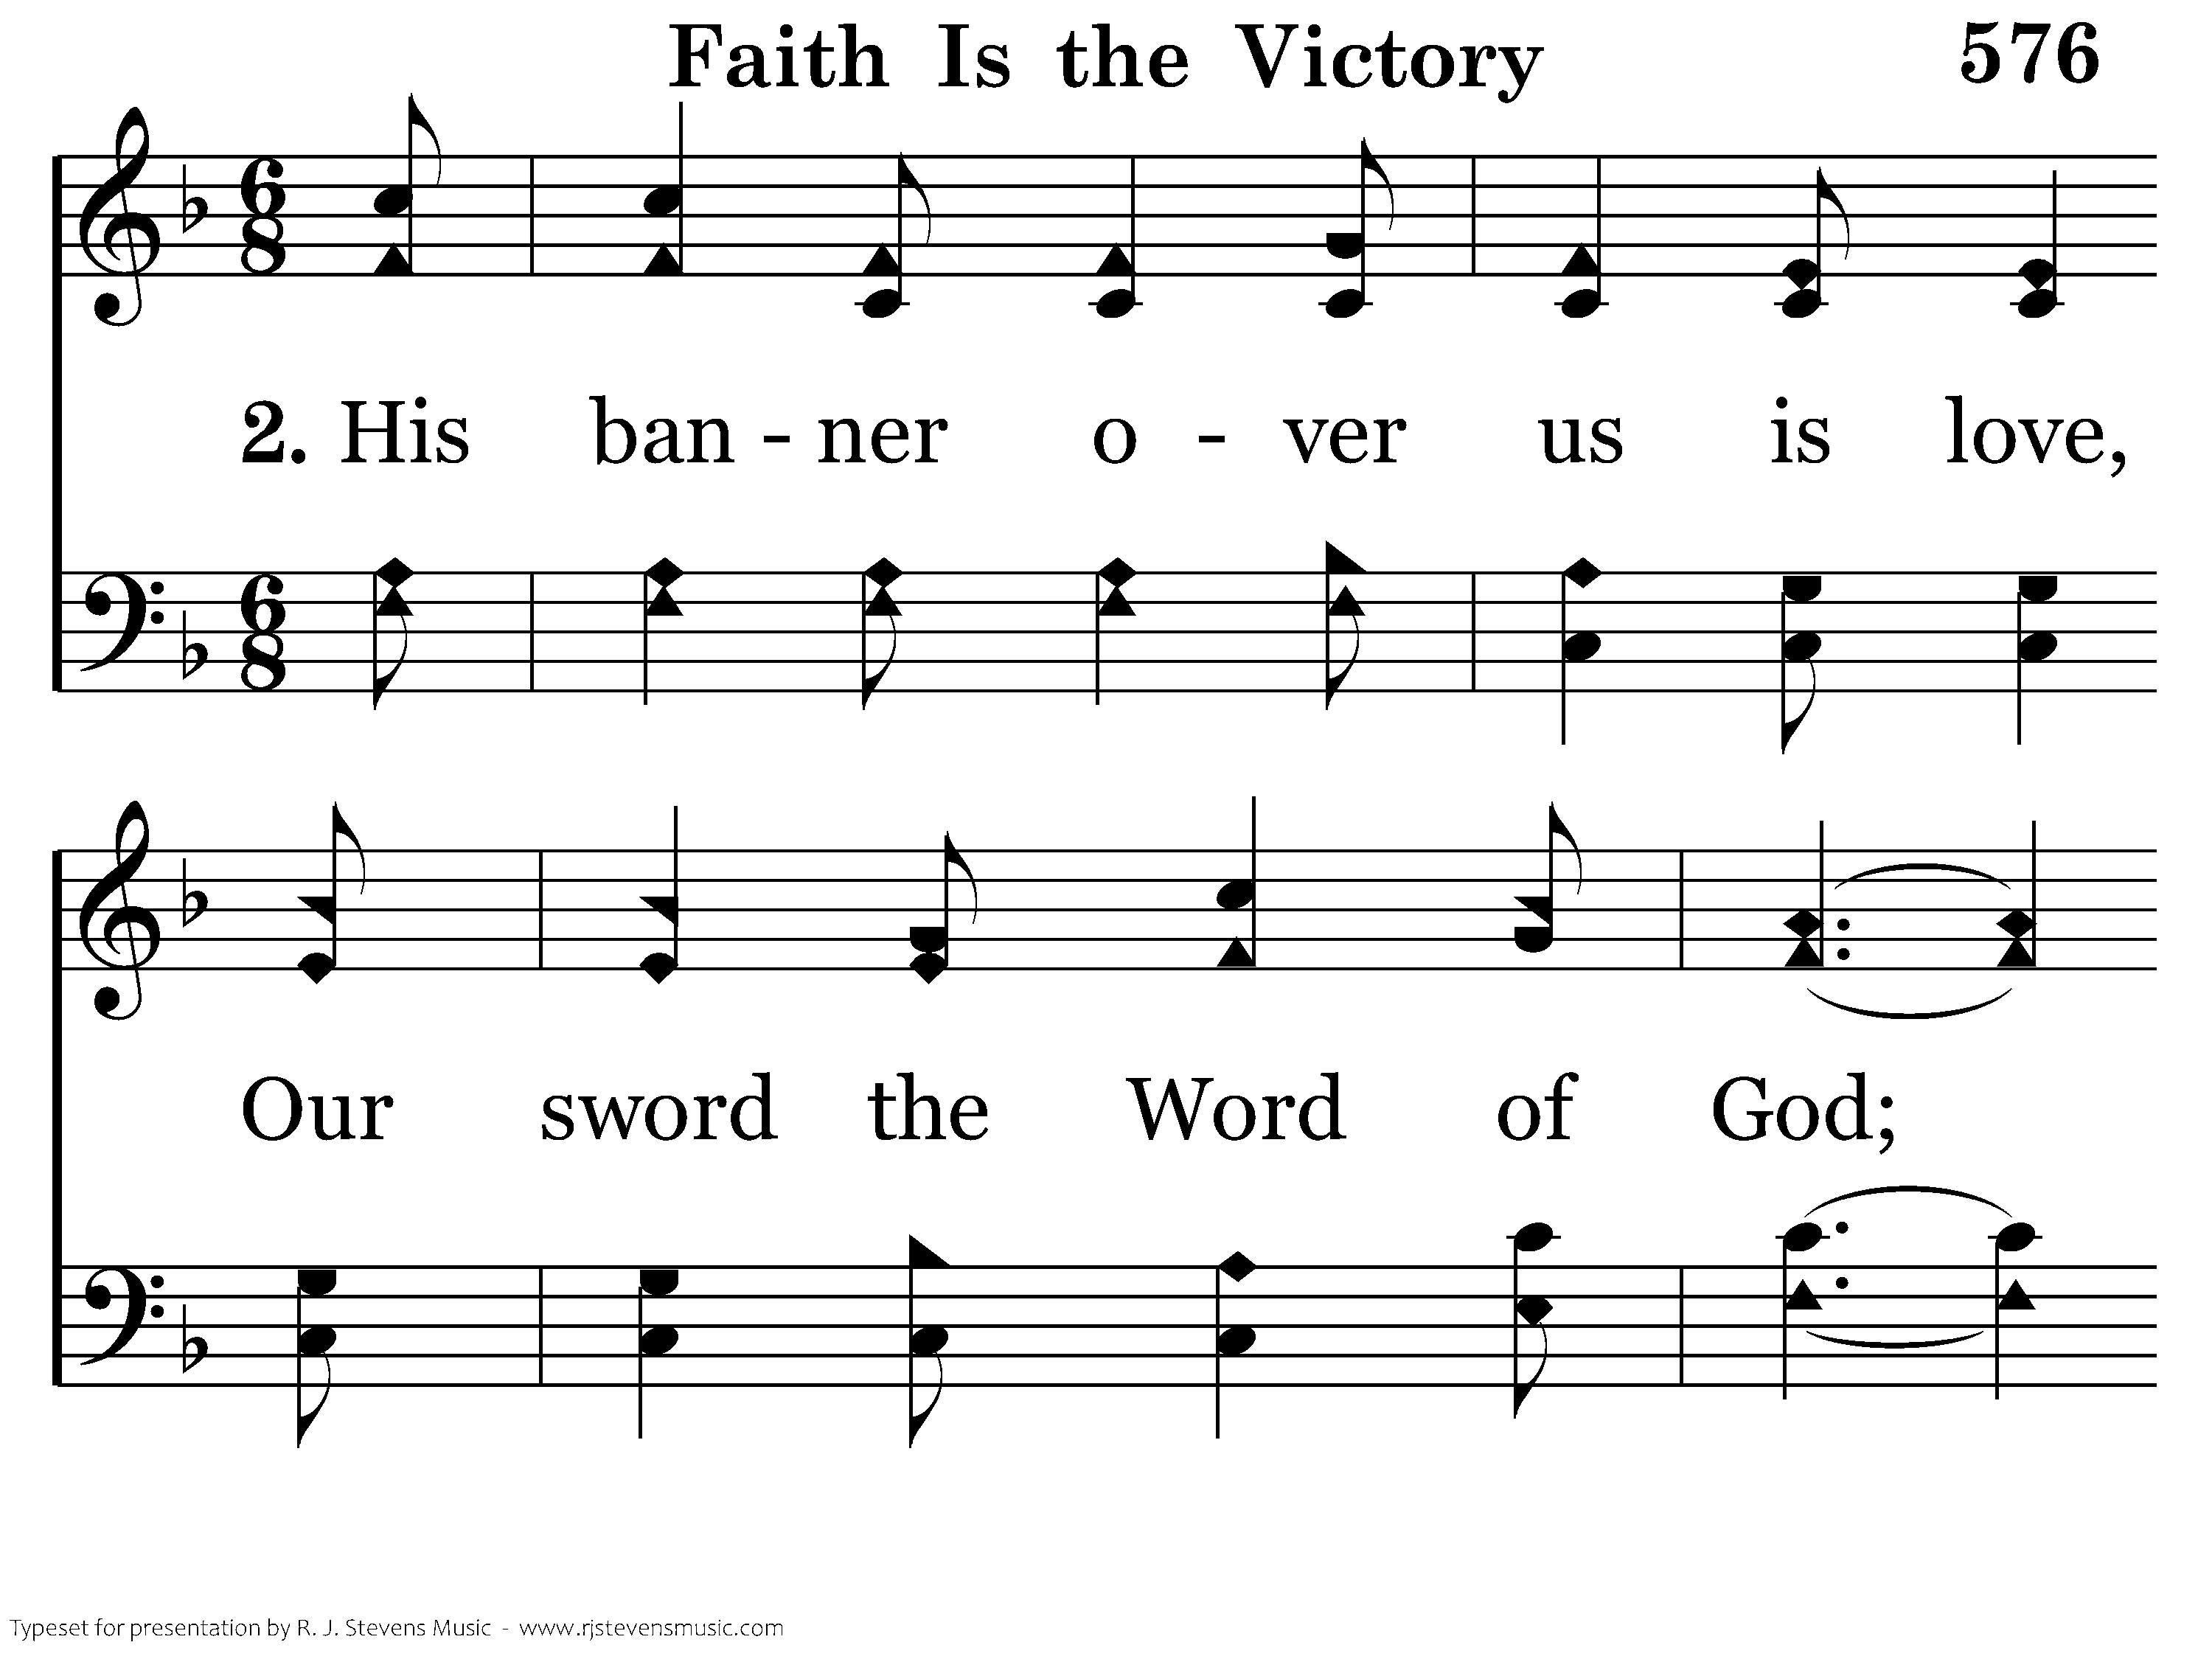 Faith Is the Victory 576
2. His ban - ner o - ver us is love,
Our sword the Word of God;
Typeset for presentation by R. J. Stevens Music - www.rjstevensmusic.com